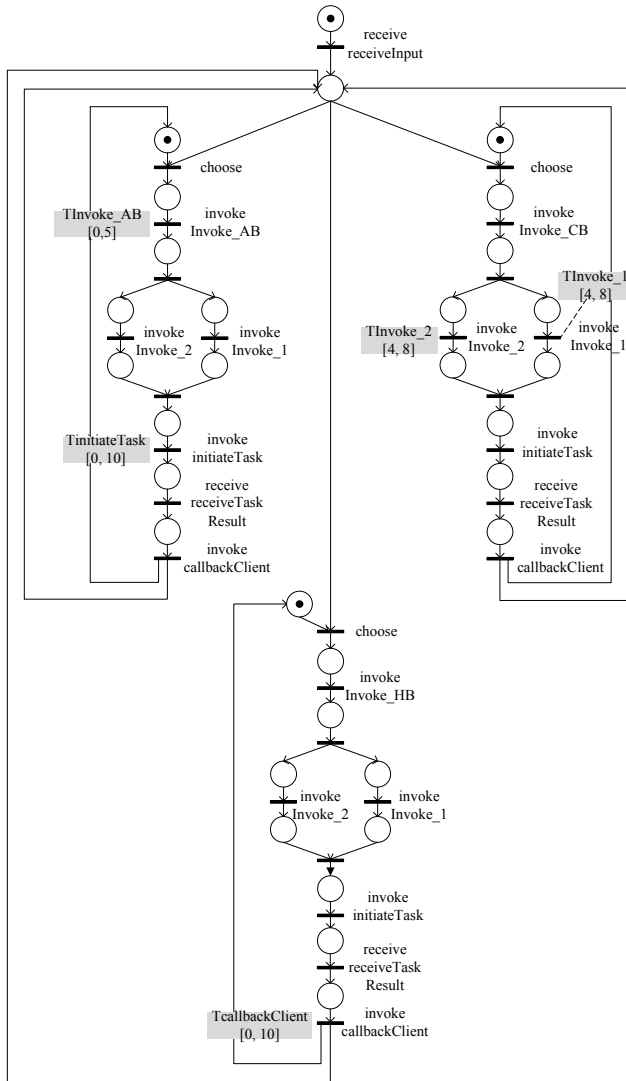 receive
receiveInput
choose
TInvoke_AB
[0,5]
invoke
Invoke_AB
invoke
Invoke_2
invoke
Invoke_1
TinitiateTask
[0, 10]
invoke
initiateTask
receive
receiveTask
Result
invoke
callbackClient
choose
invoke
Invoke_CB
TInvoke_1
[4, 8]
TInvoke_2
[4, 8]
invoke
Invoke_2
invoke
Invoke_1
invoke
initiateTask
receive
receiveTask
Result
invoke
callbackClient
choose
invoke
Invoke_HB
invoke
Invoke_2
invoke
Invoke_1
invoke
initiateTask
receive
receiveTask
Result
TcallbackClient
[0, 10]
invoke
callbackClient